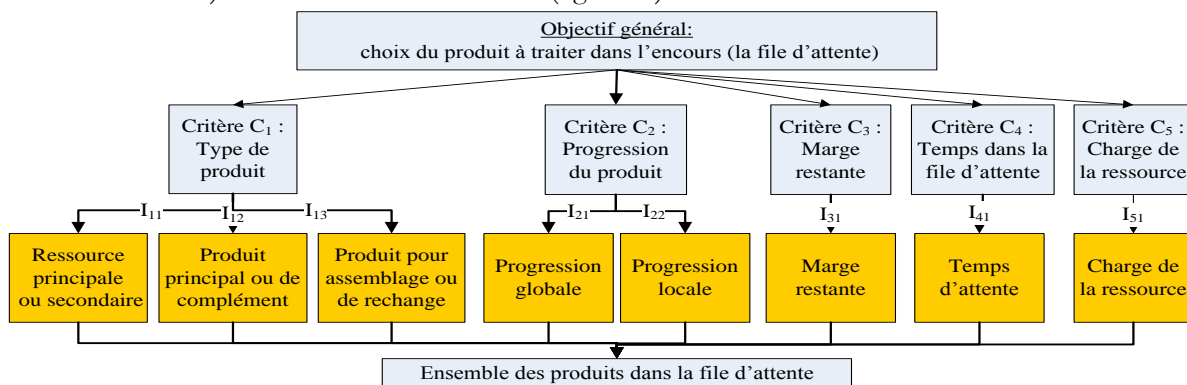 Objectif général:
choix du produit à traiter dans l'encours (la file d'attente)
Critère C₁ :
Type de
produit
Critère C₂ :
Progression
du produit
Critère C₃ :
Marge
restante
Critère C₄ :
Temps dans la
file d'attente
Critère C₅ :
Charge de
la ressource
I₁₁
I₁₂
I₁₃
I₂₁
I₂₂
I₃₁
I₄₁
I₅₁
Ressource
principale
ou secondaire
Produit
principal ou de
complément
Produit pour
assemblage ou
de rechange
Progression
globale
Progression
locale
Marge
restante
Temps
d'attente
Charge de
la ressource
Ensemble des produits dans la file d'attente